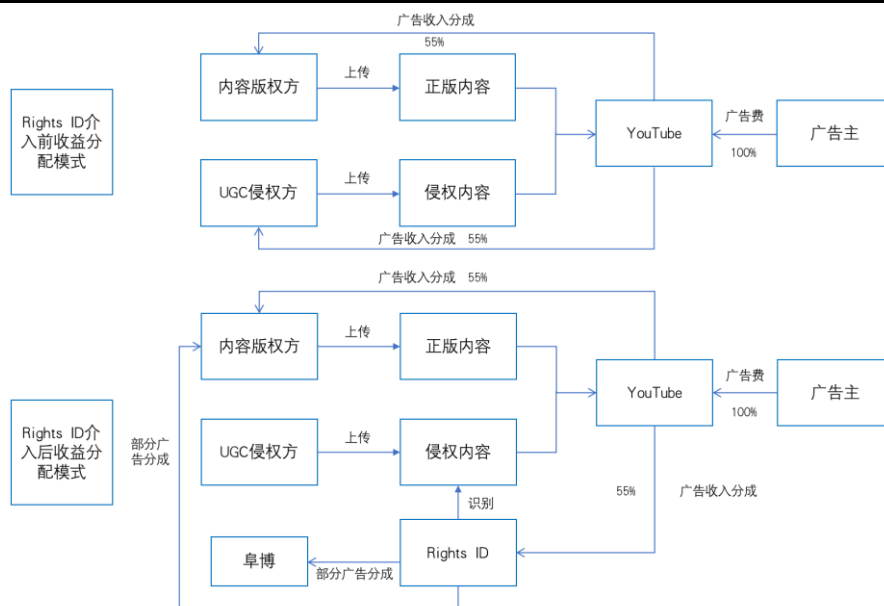 广告收入分成
55%
内容版权方
上传
正版内容
Rights ID介
入前收益分
配模式
YouTube
广告费
100%
广告主
UGC侵权方
上传
侵权内容
广告收入分成 55%
广告收入分成 55%
内容版权方
上传
正版内容
YouTube
广告费
100%
广告主
Rights ID介
入后收益分
配模式
部分广
告分成
UGC侵权方
上传
侵权内容
识别
55%
广告收入分成
阜博
部分广告分成
Rights ID